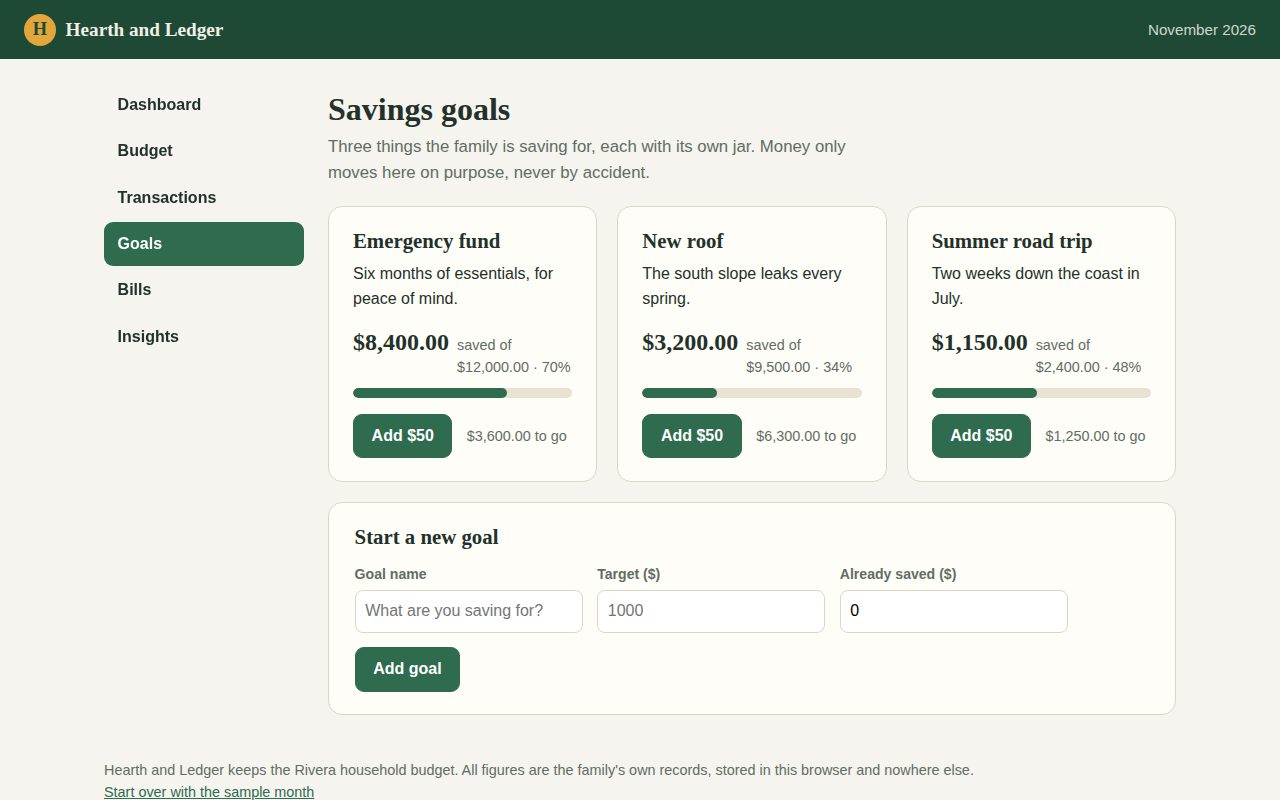 H Hearth and Ledger
November 2026
Dashboard
Budget
Transactions
Goals
Bills
Insights
Savings goals
Three things the family is saving for, each with its own jar. Money only
moves here on purpose, never by accident.
Emergency fund
Six months of essentials, for
peace of mind.
$8,400.00 saved of
$12,000.00 · 70%
Add $50 $3,600.00 to go
New roof
The south slope leaks every
spring.
$3,200.00 saved of
$9,500.00 · 34%
Add $50 $6,300.00 to go
Summer road trip
Two weeks down the coast in
July.
$1,150.00 saved of
$2,400.00 · 48%
Add $50 $1,250.00 to go
Start a new goal
Goal name
What are you saving for?
Target ($)
1000
Already saved ($)
0
Add goal
Hearth and Ledger keeps the Rivera household budget. All figures are the family's own records, stored in this browser and nowhere else.
Start over with the sample month